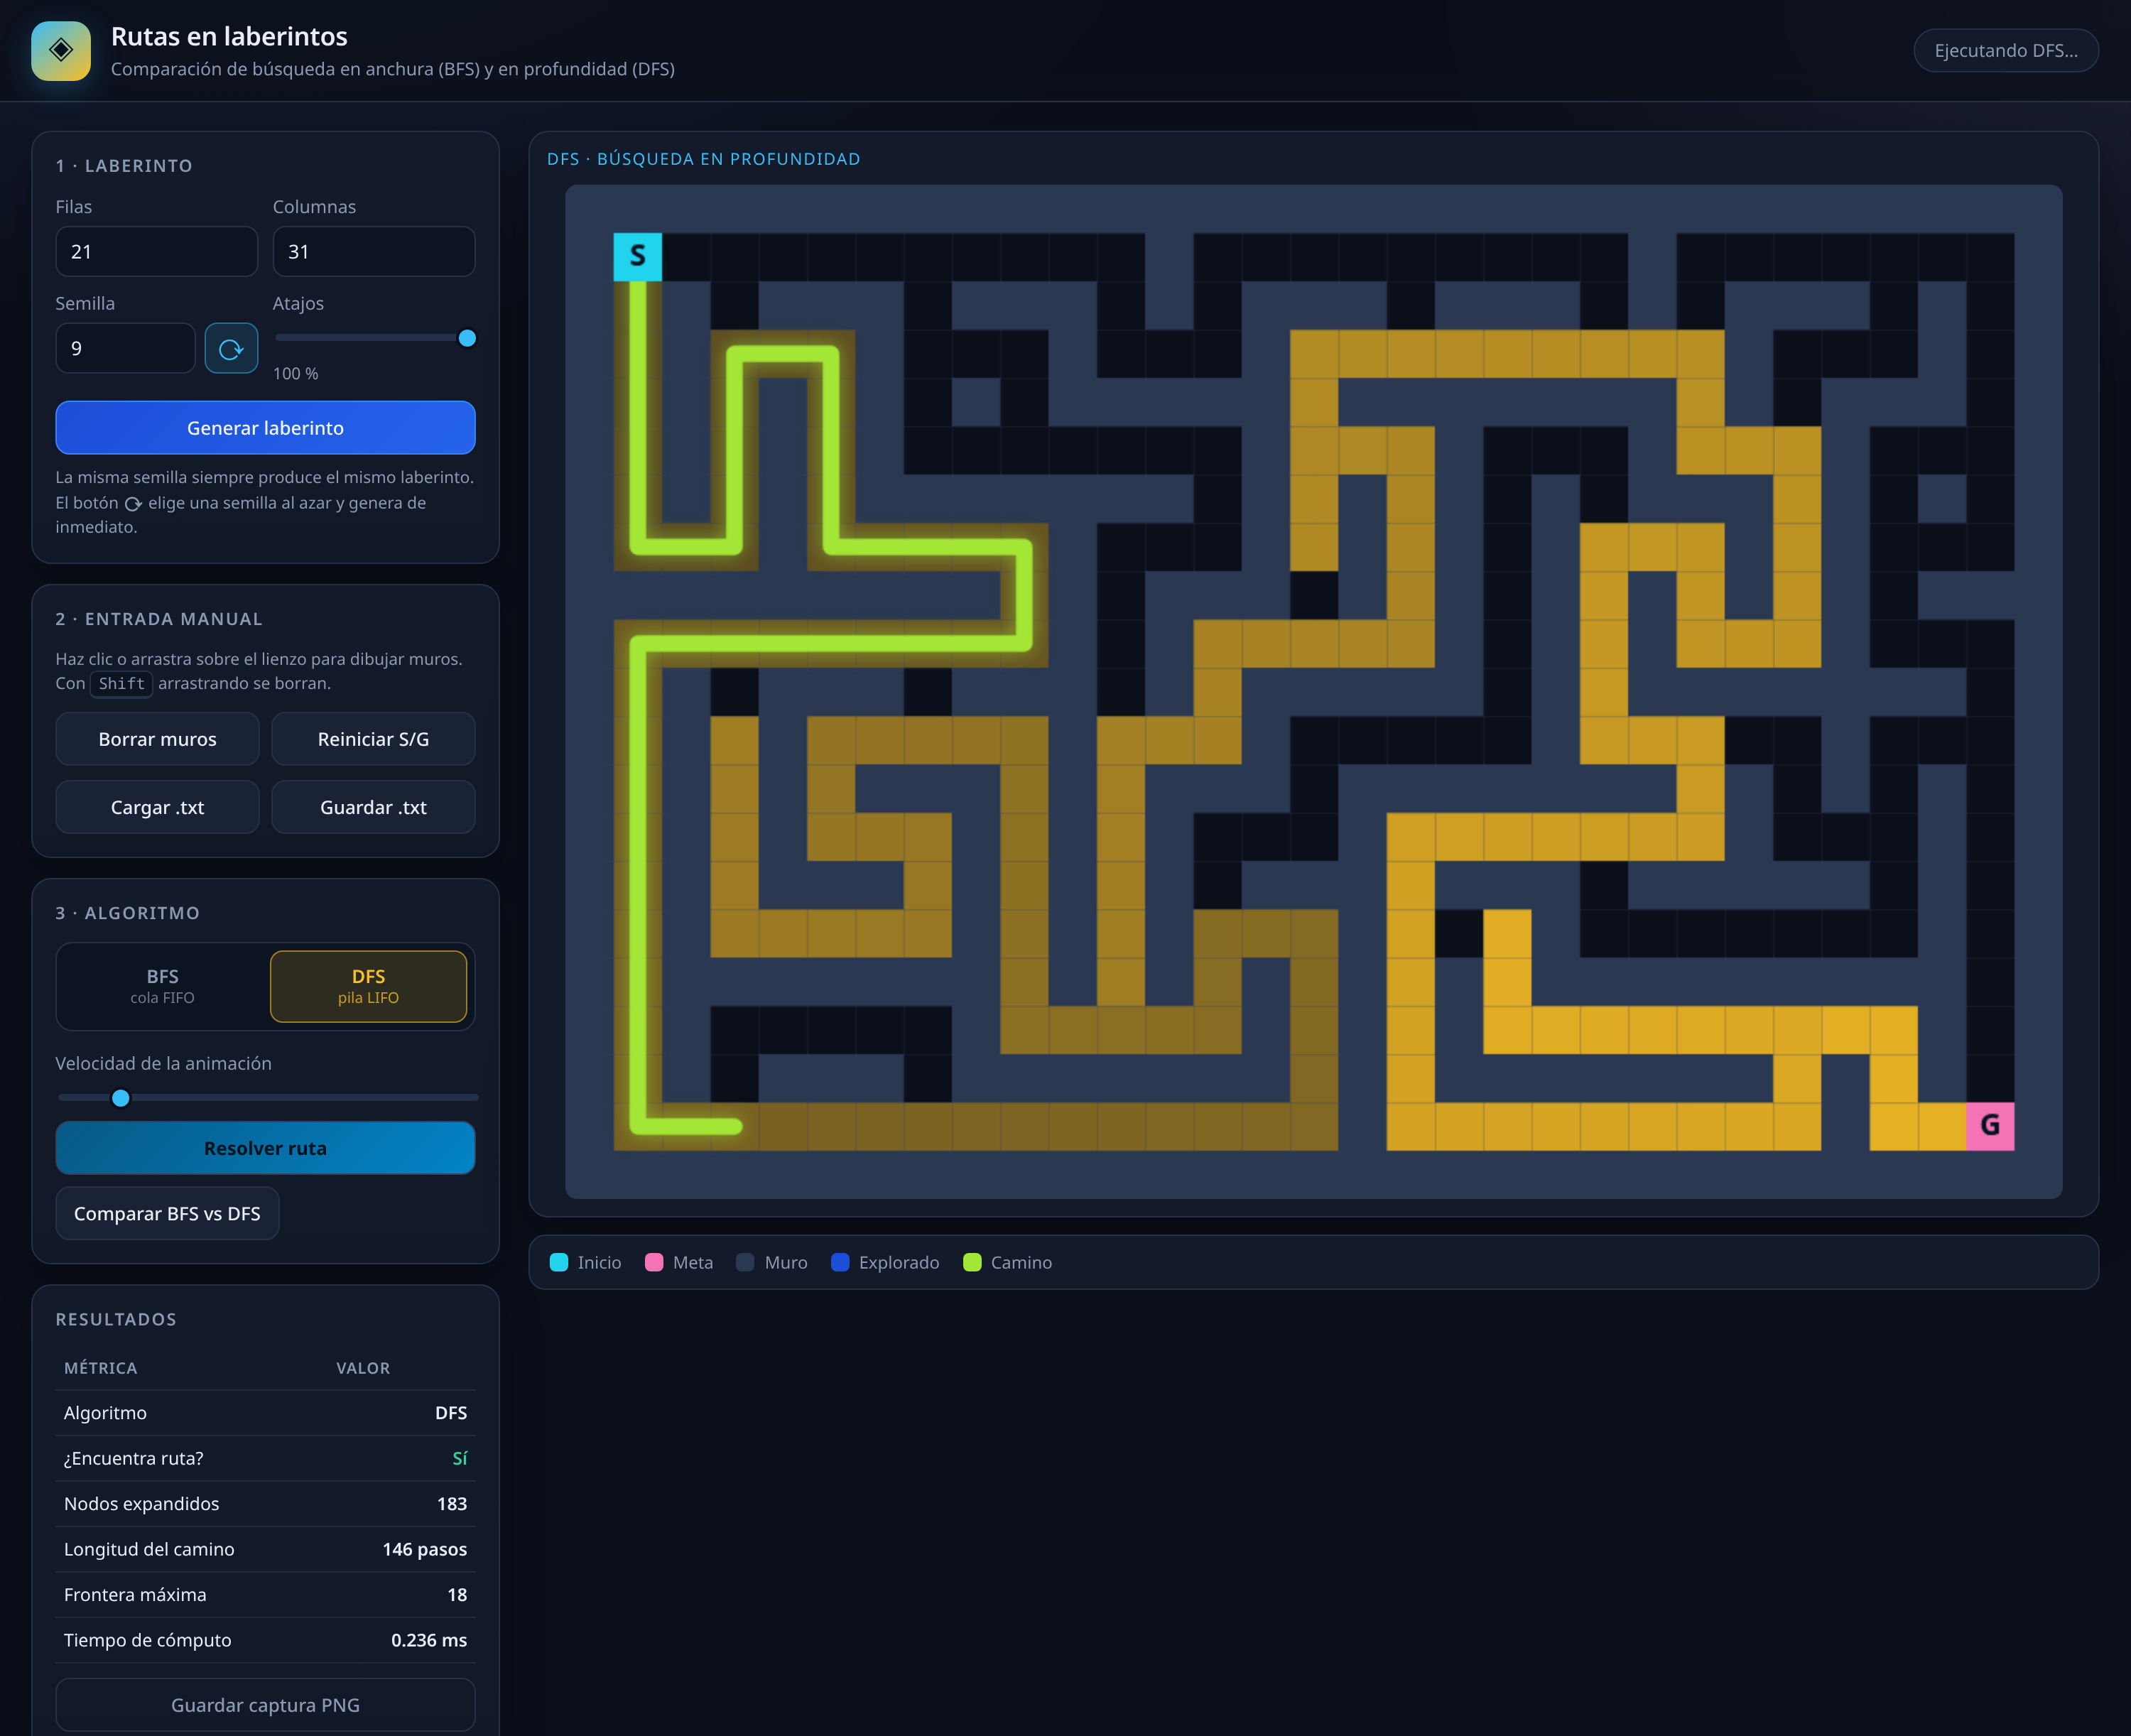 Rutas en laberintos
Comparación de búsqueda en anchura (BFS) y en profundidad (DFS)
Ejecutando DFS...
1 · LABERINTO
Filas
Columnas
21
31
Semilla
Atajos
9
100 %
Generar laberinto
La misma semilla siempre produce el mismo laberinto.
El botón ⟳ elige una semilla al azar y genera de
inmediato.
2 · ENTRADA MANUAL
Haz clic o arrastra sobre el lienzo para dibujar muros.
Con Shift arrastrando se borran.
Borrar muros
Reiniciar S/G
Cargar .txt
Guardar .txt
3 · ALGORITMO
BFS
cola FIFO
DFS
pila LIFO
Velocidad de la animación
Resolver ruta
Comparar BFS vs DFS
RESULTADOS
MÉTRICA VALOR
Algoritmo DFS
¿Encuentra ruta? Sí
Nodos expandidos 183
Longitud del camino 146 pasos
Frontera máxima 18
Tiempo de cómputo 0.236 ms
Guardar captura PNG
DFS · BÚSQUEDA EN PROFUNDIDAD
S
G
Inicio Meta Muro Explorado Camino